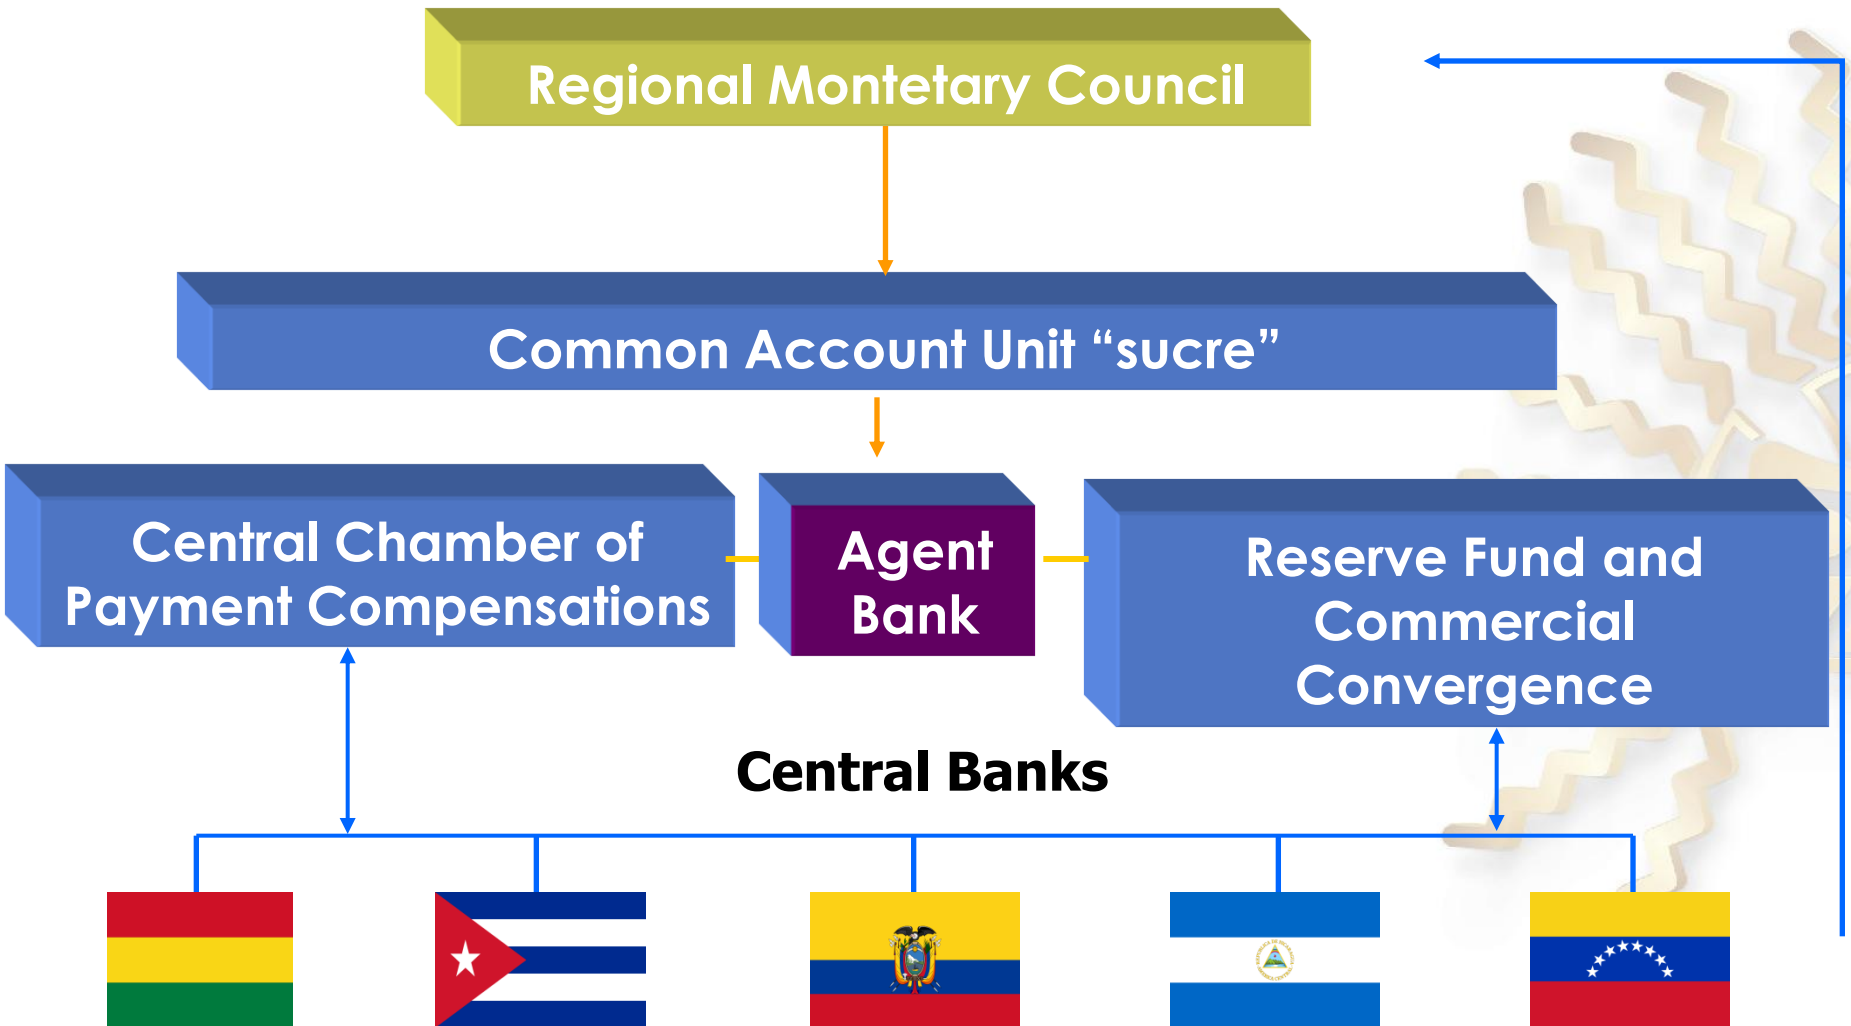 Regional Montetary Council
Common Account Unit “sucre”
Central Chamber of
Payment Compensations
Agent
Bank
Reserve Fund and
Commercial
Convergence
Central Banks